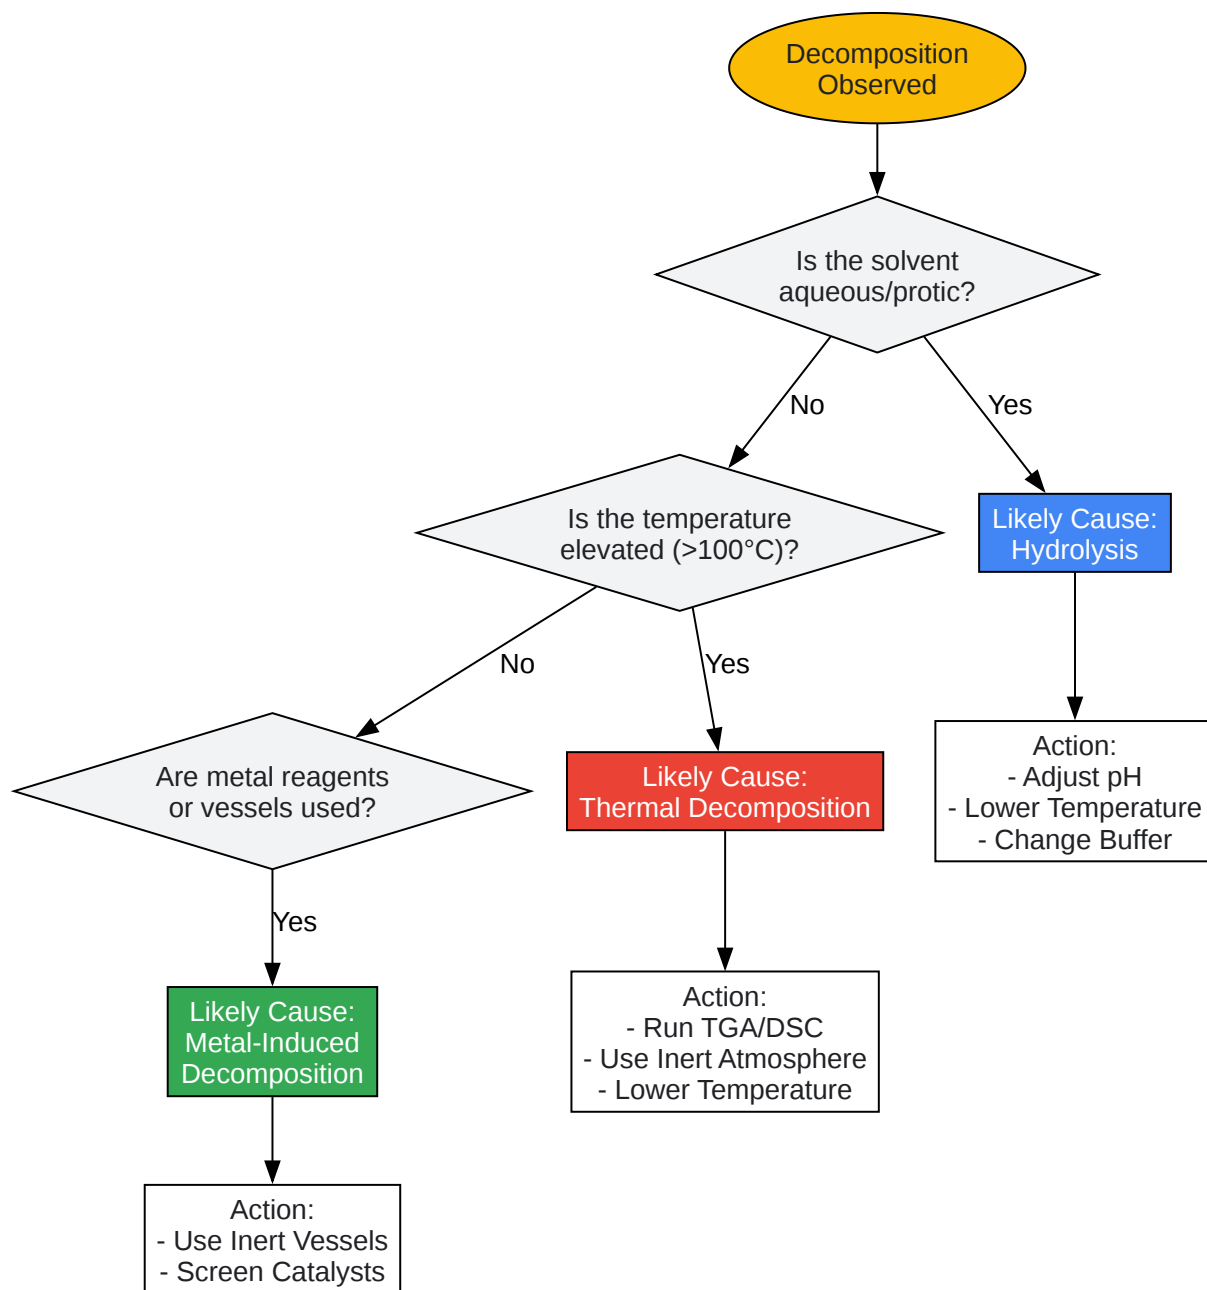 Decomposition
Observed
Is the solvent
aqueous/protic?
No
Yes
Is the temperature
elevated (>100°C)?
Likely Cause:
Hydrolysis
No
Yes
Action:
- Adjust pH
- Lower Temperature
- Change Buffer
Are metal reagents
or vessels used?
Likely Cause:
Thermal Decomposition
Yes
Likely Cause:
Metal-Induced
Decomposition
Action:
- Run TGA/DSC
- Use Inert Atmosphere
- Lower Temperature
Action:
- Use Inert Vessels
- Screen Catalysts